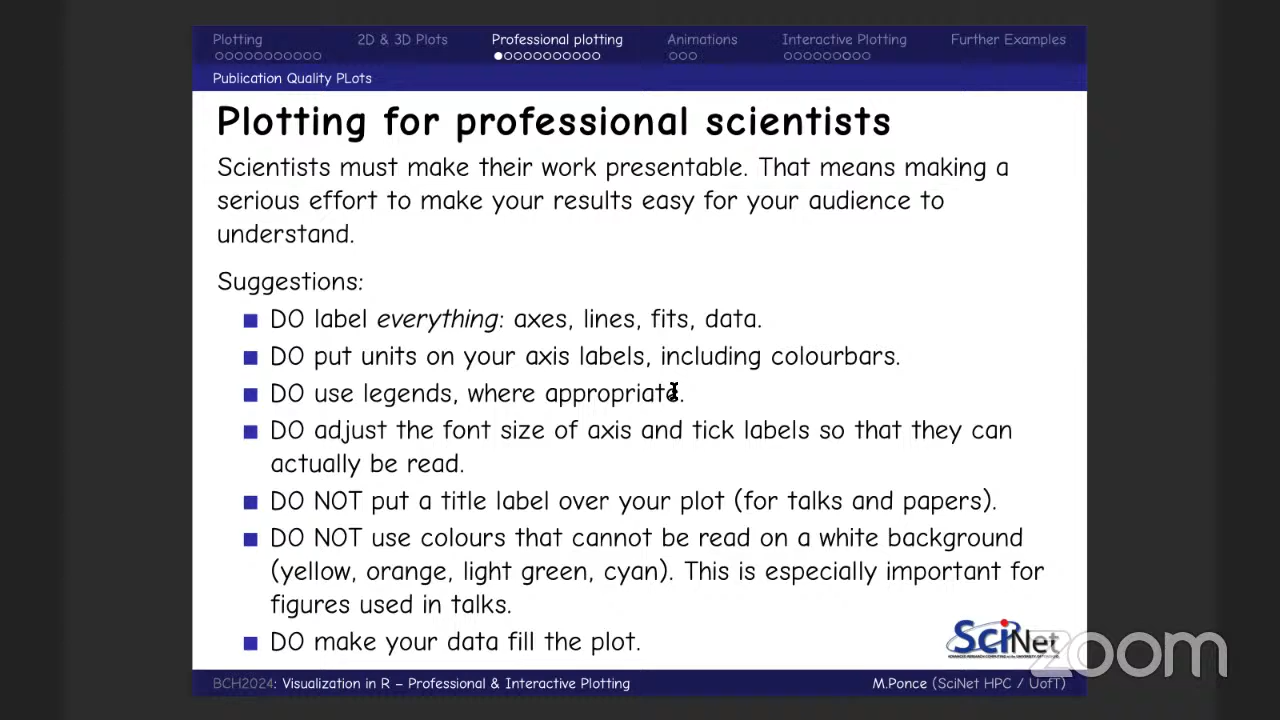 Plotting 2D & 3D Plots Professional plotting Animations Interactive Plotting Further Examples
Publication Quality PLots
Plotting for professional scientists
Scientists must make their work presentable. That means making a
serious effort to make your results easy for your audience to
understand.
Suggestions:
DO label everything: axes, lines, fits, data.
DO put units on your axis labels, including colourbars.
DO use legends, where appropriate.
DO adjust the font size of axis and tick labels so that they can
actually be read.
DO NOT put a title label over your plot (for talks and papers).
DO NOT use colours that cannot be read on a white background
(yellow, orange, light green, cyan). This is especially important for
figures used in talks.
DO make your data fill the plot.
SciNet
zoom
BCH2024: Visualization in R – Professional & Interactive Plotting M.Ponce (SciNet HPC / UofT)